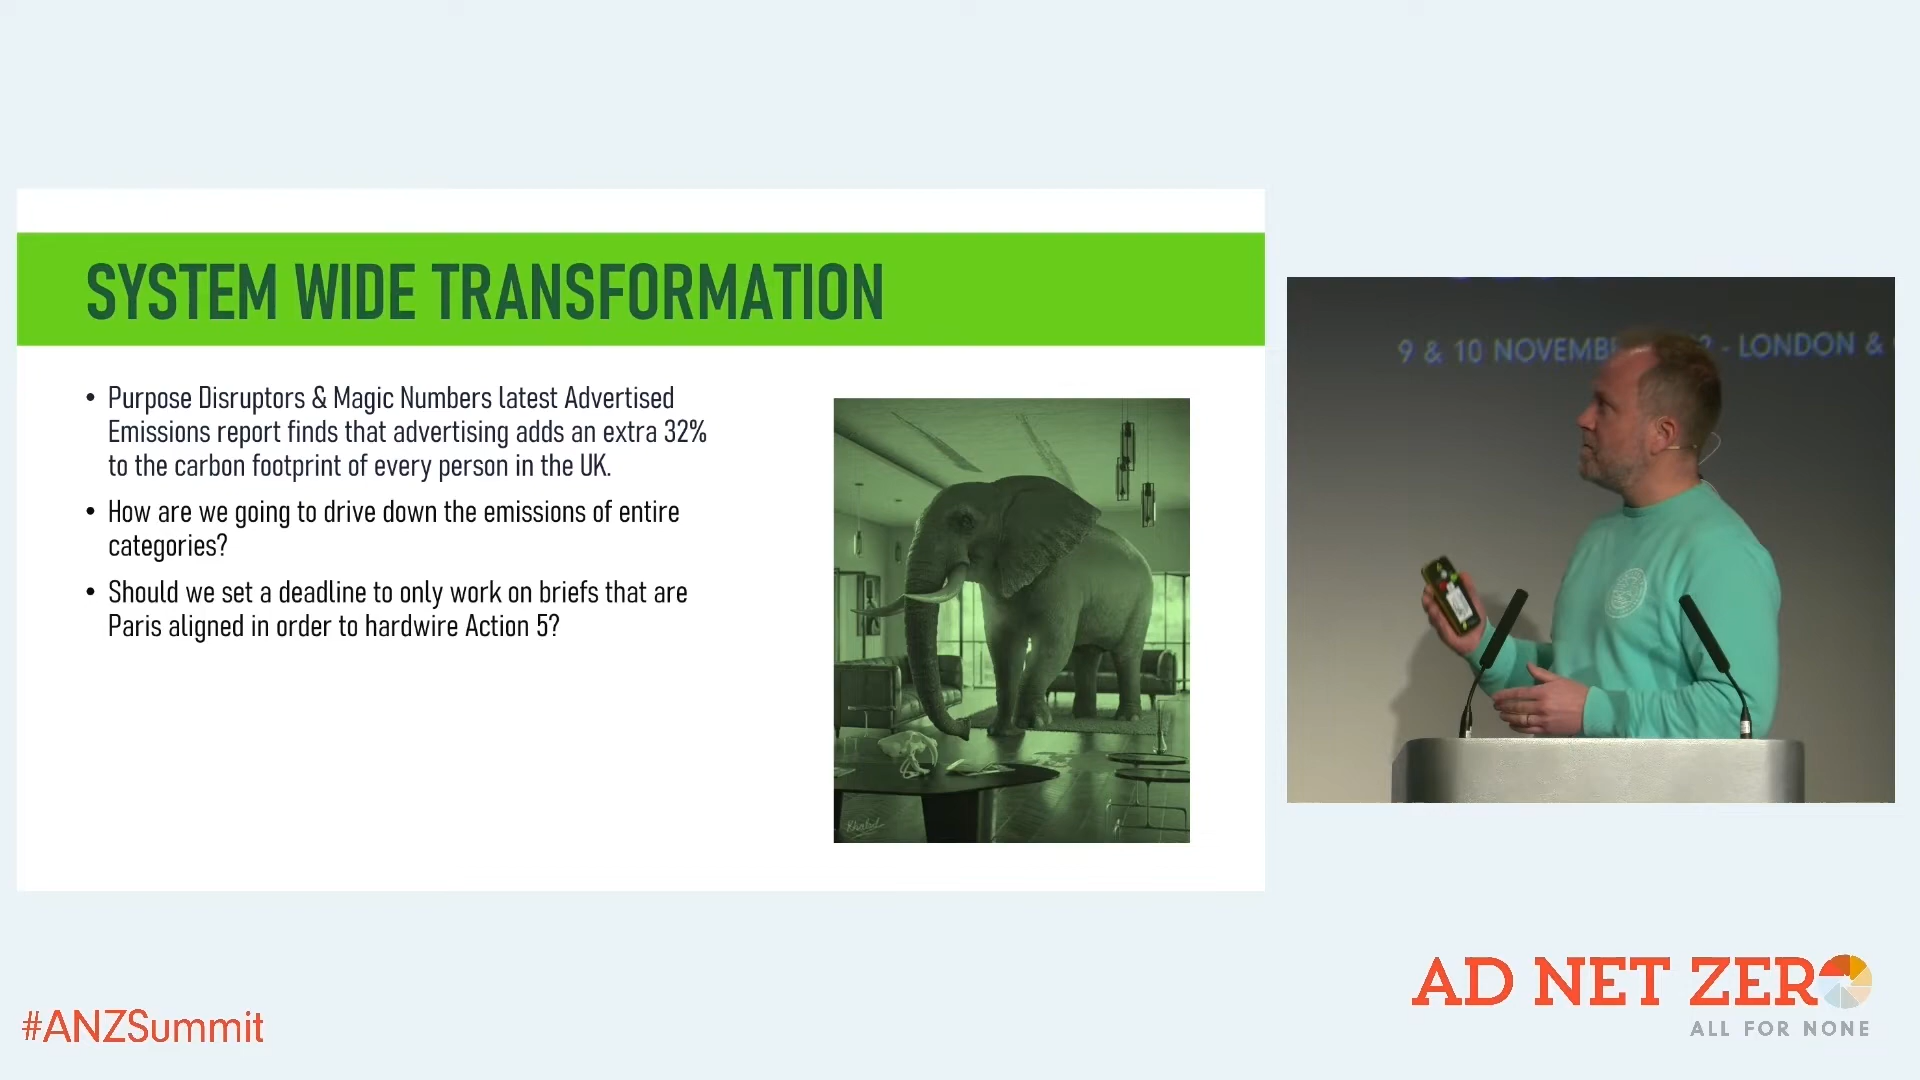 SYSTEM WIDE TRANSFORMATION
• Purpose Disruptors & Magic Numbers latest Advertised
Emissions report finds that advertising adds an extra 32%
to the carbon footprint of every person in the UK.
• How are we going to drive down the emissions of entire
categories?
• Should we set a deadline to only work on briefs that are
Paris aligned in order to hardwire Action 5?
9 & 10 NOVEMBE 2 - LONDON &
#ANZSummit
AD NET ZERO
ALL FOR NONE